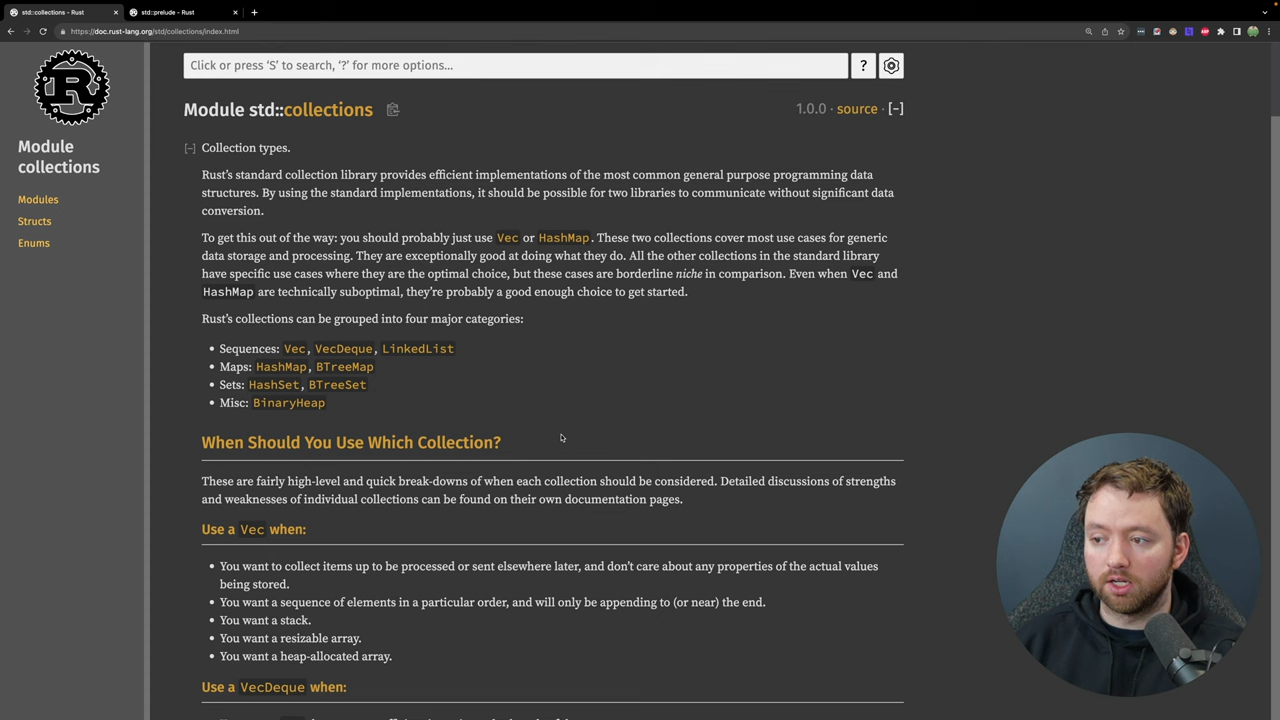 std::collections - Rust
std::prelude - Rust
https://doc.rust-lang.org/std/collections/index.html
R
Click or press ‘S’ to search, ‘?’ for more options…
?
Module collections
Modules
Structs
Enums
Module std::collections
1.0.0 · source · [−]
[−] Collection types.
Rust’s standard collection library provides efficient implementations of the most common general purpose programming data
structures. By using the standard implementations, it should be possible for two libraries to communicate without significant data
conversion.
To get this out of the way: you should probably just use Vec or HashMap. These two collections cover most use cases for generic
data storage and processing. They are exceptionally good at doing what they do. All the other collections in the standard library
have specific use cases where they are the optimal choice, but these cases are borderline niche in comparison. Even when Vec and
HashMap are technically suboptimal, they’re probably a good enough choice to get started.
Rust’s collections can be grouped into four major categories:
• Sequences: Vec, VecDeque, LinkedList
• Maps: HashMap, BTreeMap
• Sets: HashSet, BTreeSet
• Misc: BinaryHeap
When Should You Use Which Collection?
These are fairly high-level and quick break-downs of when each collection should be considered. Detailed discussions of strengths
and weaknesses of individual collections can be found on their own documentation pages.
Use a Vec when:
• You want to collect items up to be processed or sent elsewhere later, and don’t care about any properties of the actual values
being stored.
• You want a sequence of elements in a particular order, and will only be appending to (or near) the end.
• You want a stack.
• You want a resizable array.
• You want a heap-allocated array.
Use a VecDeque when: